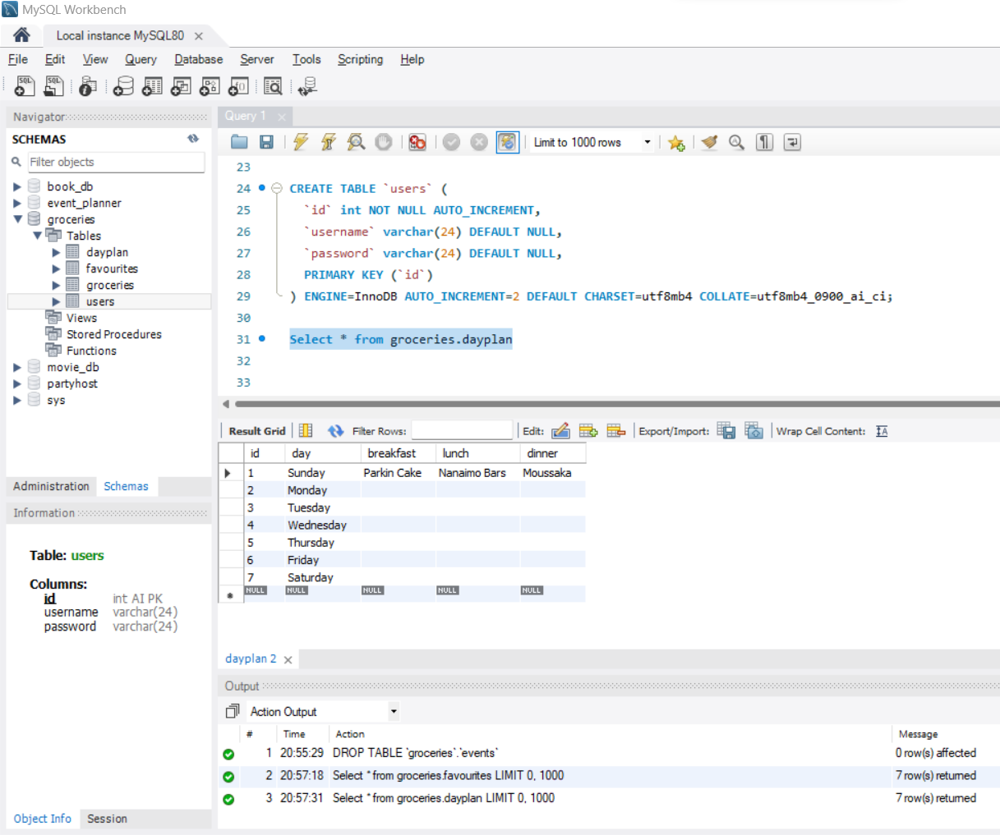 MySQL Workbench
Local instance MySQL80
File Edit View Query Database Server Tools Scripting Help
Navigator
SCHEMAS
Filter objects
book_db
event_planner
groceries
Tables
dayplan
favourites
groceries
users
Views
Stored Procedures
Functions
movie_db
partyhost
sys
Administration Schemas
Information
Table: users
Columns:
id int AI PK
username varchar(24)
password varchar(24)
Object Info Session
Query 1
Limit to 1000 rows
23
24 CREATE TABLE `users` (
25 `id` int NOT NULL AUTO_INCREMENT,
26 `username` varchar(24) DEFAULT NULL,
27 `password` varchar(24) DEFAULT NULL,
28 PRIMARY KEY (`id`)
29 ) ENGINE=InnoDB AUTO_INCREMENT=2 DEFAULT CHARSET=utf8mb4 COLLATE=utf8mb4_0900_ai_ci;
30
31 Select * from groceries.dayplan
32
33
Result Grid Filter Rows: Edit: Export/Import: Wrap Cell Content:
id day breakfast lunch dinner
1 Sunday Parkin Cake Nanaimo Bars Moussaka
2 Monday
3 Tuesday
4 Wednesday
5 Thursday
6 Friday
7 Saturday
NULL NULL NULL NULL NULL
dayplan 2
Output
Action Output
# Time Action Message
1 20:55:29 DROP TABLE `groceries`.`events` 0 row(s) affected
2 20:57:18 Select * from groceries.favourites LIMIT 0, 1000 7 row(s) returned
3 20:57:31 Select * from groceries.dayplan LIMIT 0, 1000 7 row(s) returned